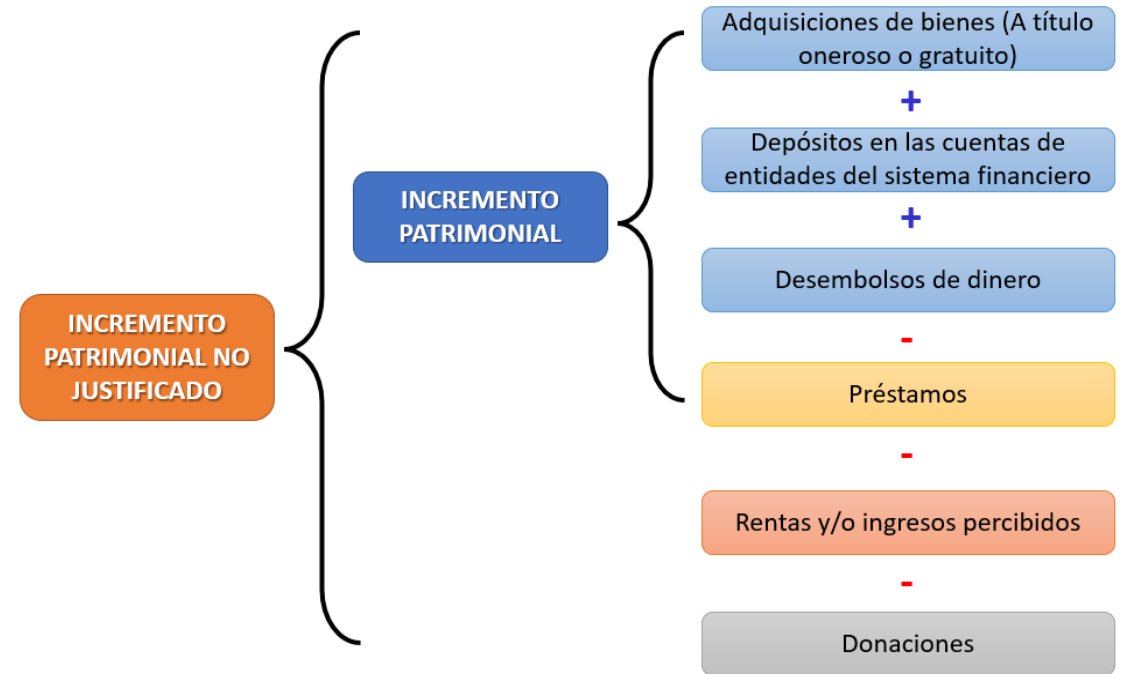 Adquisiciones de bienes (A título
oneroso o gratuito)
+
Depósitos en las cuentas de
entidades del sistema financiero
+
INCREMENTO
PATRIMONIAL
Desembolsos de dinero
-
INCREMENTO
PATRIMONIAL NO
JUSTIFICADO
Préstamos
-
Rentas y/o ingresos percibidos
-
Donaciones